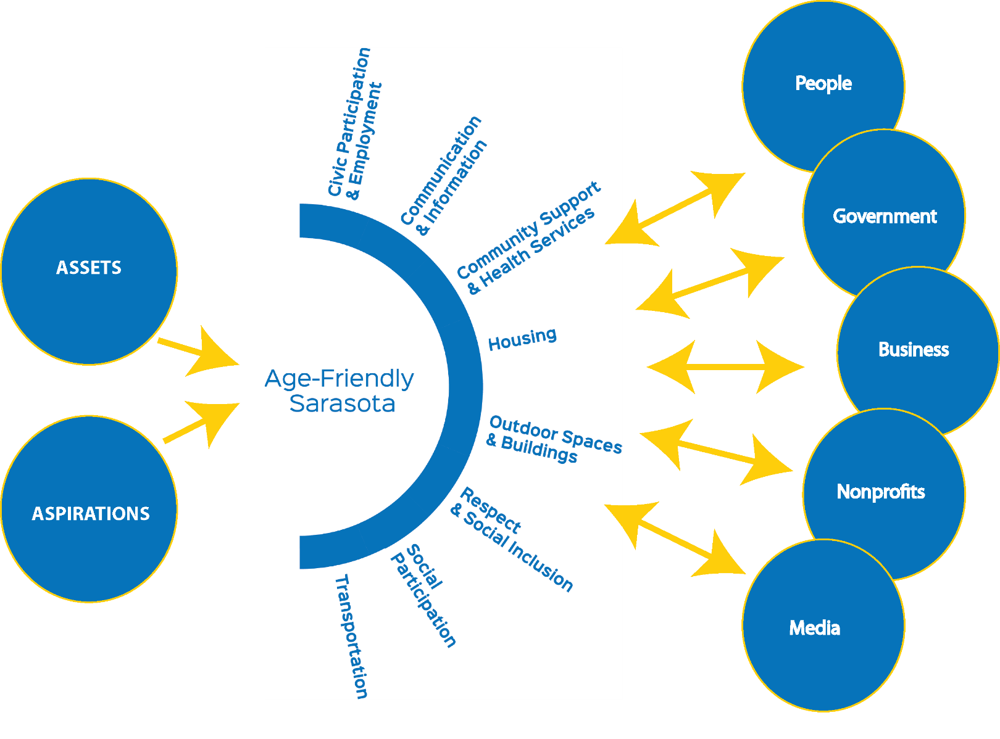 ASSETS
ASPIRATIONS
Age-Friendly
Sarasota
Civic Participation
& Employment
Communication
& Information
Community Support
& Health Services
Housing
Outdoor Spaces
& Buildings
Respect
& Social Inclusion
Social
Participation
Transportation
People
Government
Business
Nonprofits
Media